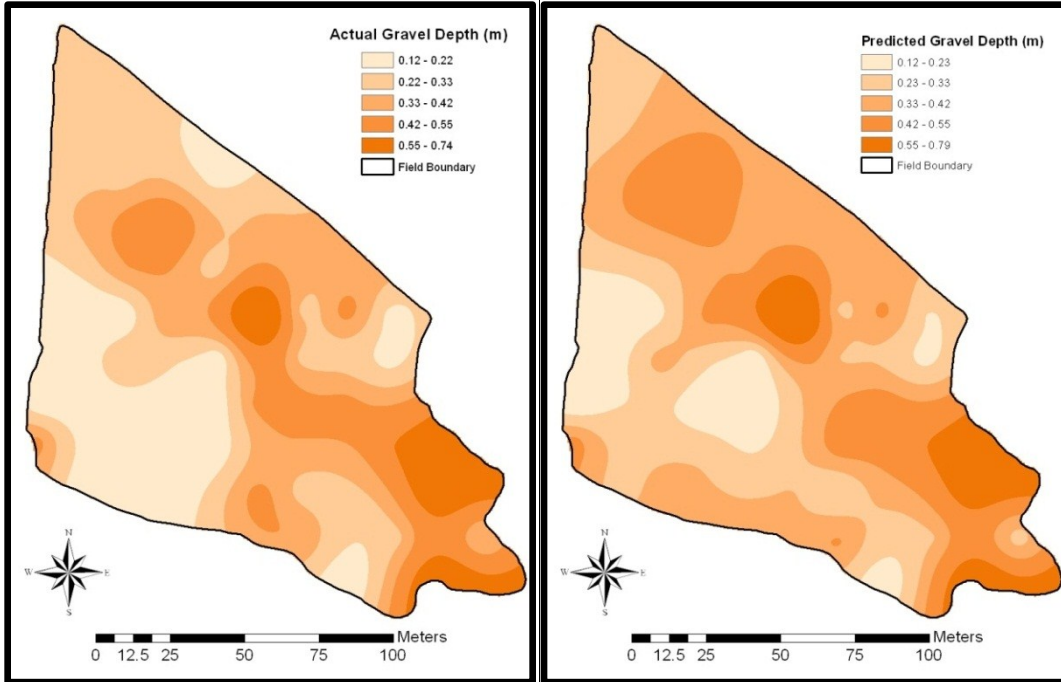 Actual Gravel Depth (m)
0.12 - 0.22
0.22 - 0.33
0.33 - 0.42
0.42 - 0.55
0.55 - 0.74
Field Boundary
N
W E
S
Meters
0 12.5 25 50 75 100
Predicted Gravel Depth (m)
0.12 - 0.23
0.23 - 0.33
0.33 - 0.42
0.42 - 0.55
0.55 - 0.79
Field Boundary
N
W E
S
Meters
0 12.5 25 50 75 100